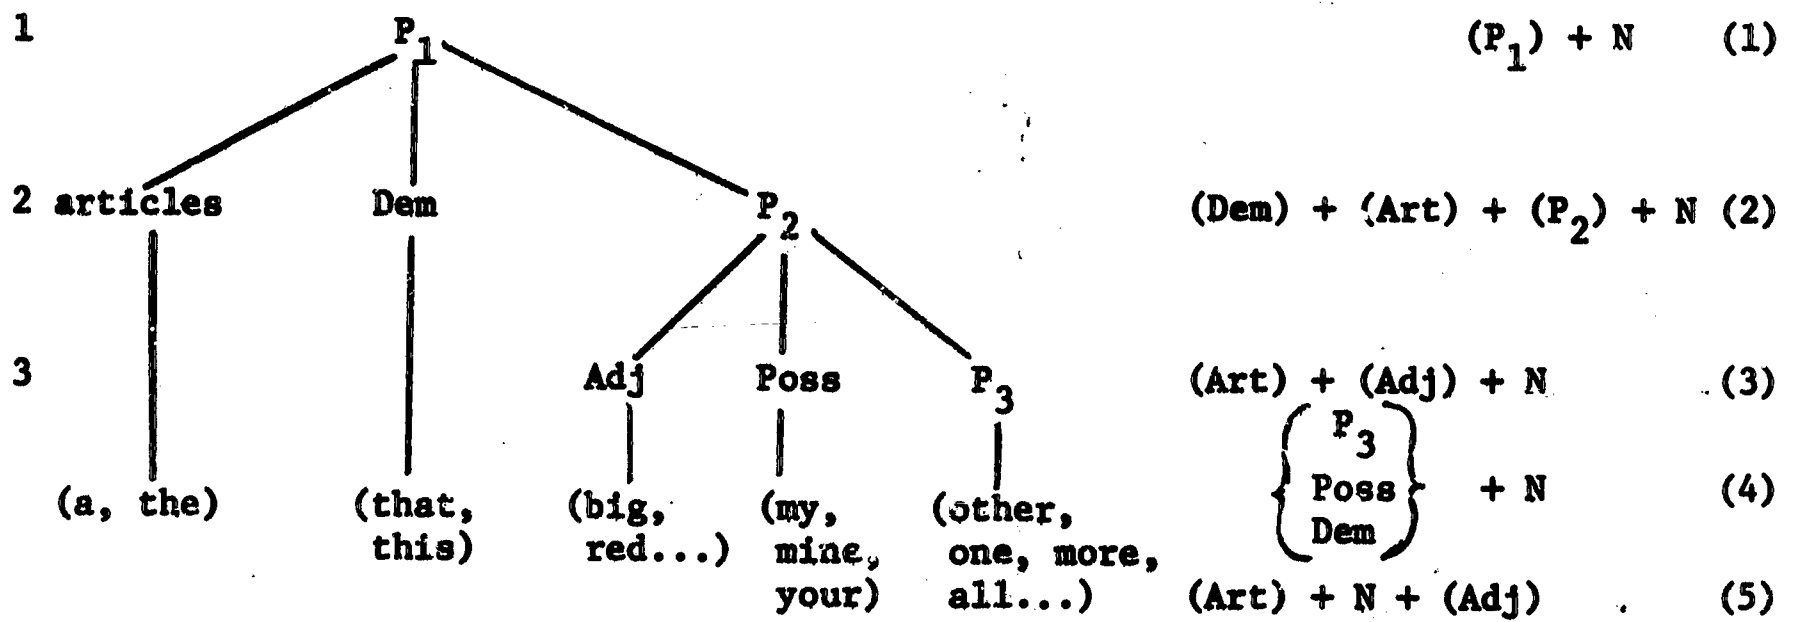 1 P1 (P1) + N (1)
2 articles Dem P2 (Dem) + (Art) + (P2) + N (2)
3 Adj Poss P3 (Art) + (Adj) + N (3)
P3
(a, the) (that, (big, (my, (other, Poss + N (4)
this) red...) mine, one, more, Dem
your) all...) (Art) + N + (Adj) (5)